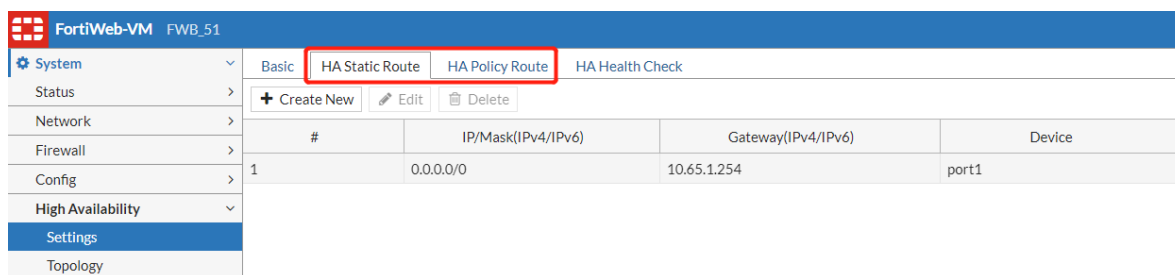 FortiWeb-VM FWB_51
System
Basic HA Static Route HA Policy Route HA Health Check
Status
Create New Edit Delete
Network
# IP/Mask(IPv4/IPv6) Gateway(IPv4/IPv6) Device
Firewall
1 0.0.0.0/0 10.65.1.254 port1
Config
High Availability
Settings
Topology